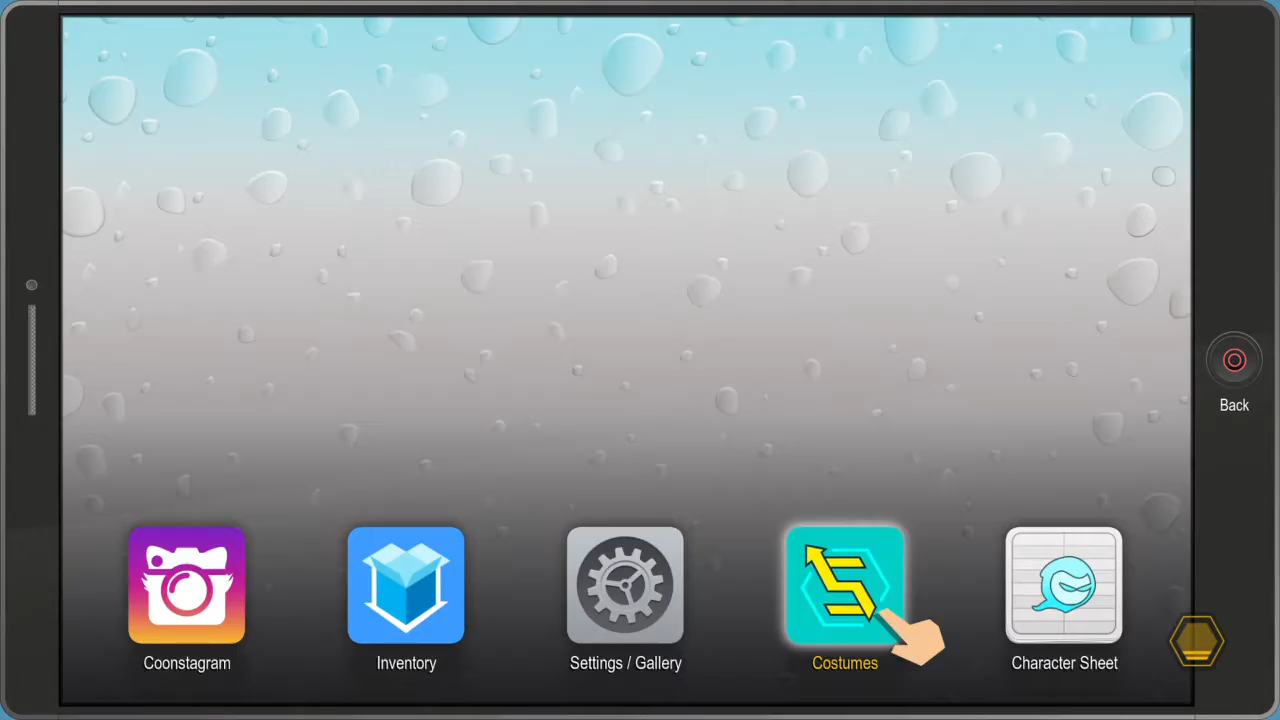 Back
Coonstagram
Inventory
Settings / Gallery
Costumes
Character Sheet